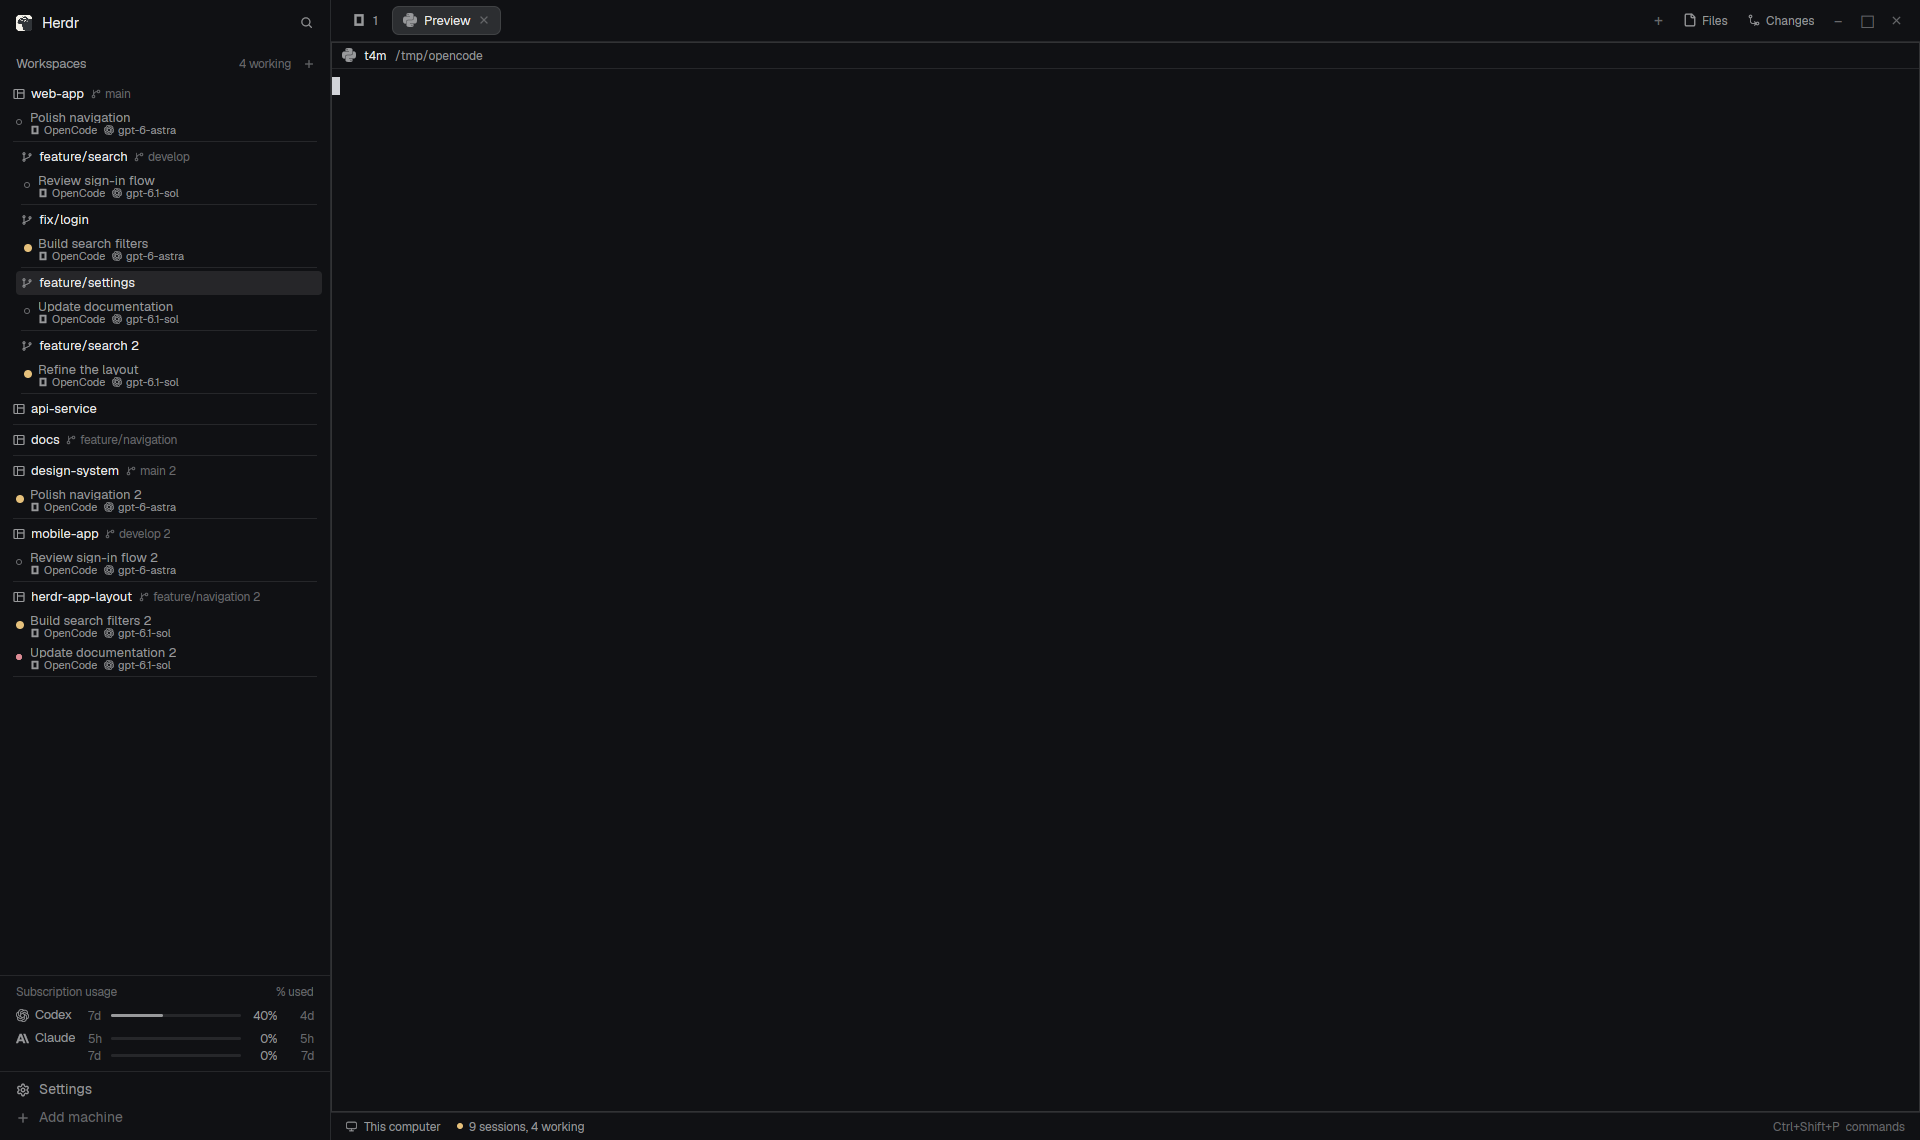 Herdr
Workspaces 4 working +
web-app main
Polish navigation
OpenCode gpt-6-astra
feature/search develop
Review sign-in flow
OpenCode gpt-6.1-sol
fix/login
Build search filters
OpenCode gpt-6-astra
feature/settings
Update documentation
OpenCode gpt-6.1-sol
feature/search 2
Refine the layout
OpenCode gpt-6.1-sol
api-service
docs feature/navigation
design-system main 2
Polish navigation 2
OpenCode gpt-6-astra
mobile-app develop 2
Review sign-in flow 2
OpenCode gpt-6-astra
herdr-app-layout feature/navigation 2
Build search filters 2
OpenCode gpt-6.1-sol
Update documentation 2
OpenCode gpt-6.1-sol
Subscription usage % used
Codex 7d 40% 4d
Claude 5h 0% 5h
7d 0% 7d
Settings
+ Add machine
1 Preview × + Files Changes
t4m /tmp/opencode
This computer 9 sessions, 4 working Ctrl+Shift+P commands